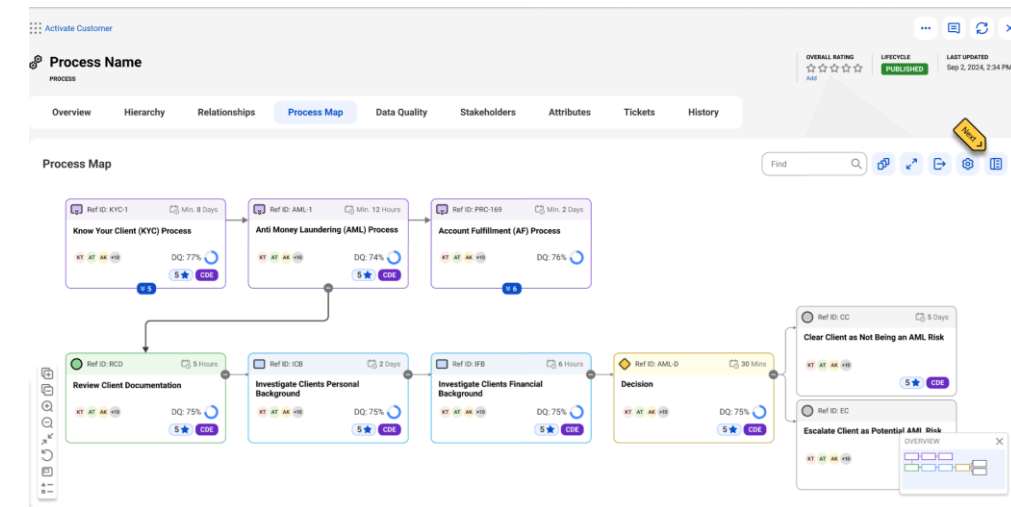 Activate Customer
Process Name
PROCESS
OVERALL RATING
Add
LIFECYCLE
PUBLISHED
LAST UPDATED
Sep 2, 2024, 2:34 PM
Overview Hierarchy Relationships Process Map Data Quality Stakeholders Attributes Tickets History
Next
Process Map
Find
Ref ID: KYC-1 Min. 8 Days
Know Your Client (KYC) Process
KT AT AK +10 DQ: 77%
5 CDE
5
Ref ID: AML-1 Min. 12 Hours
Anti Money Laundering (AML) Process
KT AT AK +10 DQ: 74%
5 CDE
Ref ID: PRC-169 Min. 2 Days
Account Fulfillment (AF) Process
KT AT AK +10 DQ: 76%
6
Ref ID: RCD 5 Hours
Review Client Documentation
KT AT AK +10 DQ: 75%
5 CDE
Ref ID: ICB 2 Days
Investigate Clients Personal
Background
KT AT AK +10 DQ: 75%
5 CDE
Ref ID: IFB 6 Hours
Investigate Clients Financial
Background
KT AT AK +10 DQ: 75%
5 CDE
Ref ID: AML-D 30 Mins
Decision
KT AT AK +10 DQ: 75%
5 CDE
Ref ID: CC 5 Days
Clear Client as Not Being an AML Risk
KT AT AK +10
5 CDE
Ref ID: EC
Escalate Client as Potential AML Risk
KT AT AK +10
OVERVIEW